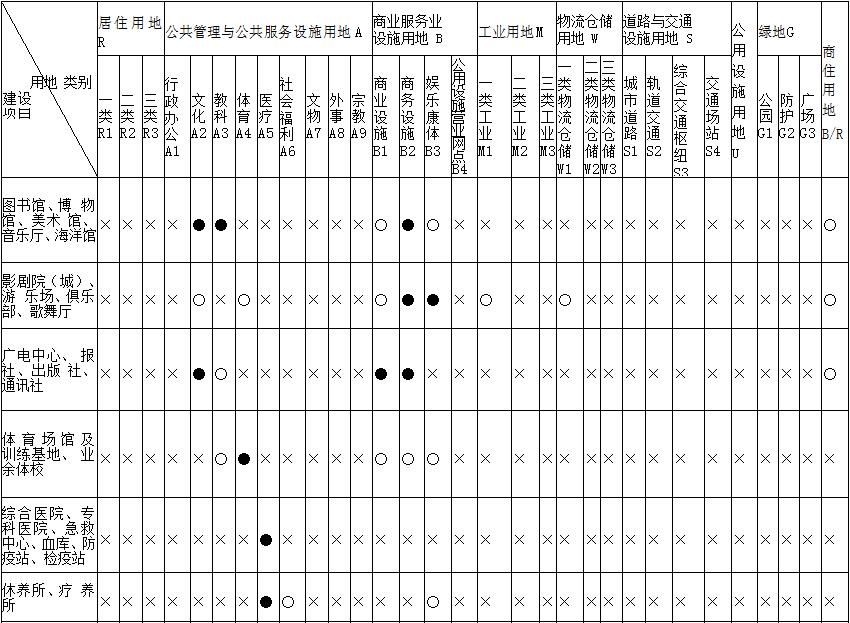 居住用地 R 公共管理与公共服务设施用地 A 商业服务业设施用地 B 工业用地M 物流仓储用地 W 道路与交通设施用地 S 公用设施用地U 绿地G 商住用地B/R
用地 类别
建设项目
一类R1 二类R2 三类R3 行政办公A1 文化A2 教科A3 体育A4 医疗A5 社会福利A6 文物A7 外事A8 宗教A9 商业设施B1 商务设施B2 娱乐康体B3 公用设施营业网点B4 一类工业M1 二类工业M2 三类工业M3 一类物流仓储W1 二类物流仓储W2 三类物流仓储W3 城市道路S1 轨道交通S2 综合交通枢纽S3 交通场站S4 公园G1 防护G2 广场G3
图书馆、博 物
馆、美术 馆、
音乐厅、海洋馆
× × × × ● ● × × × × × × ○ ● ○ × × × × × × × × × × × × × × × ○
影剧院（城）、
游 乐场、俱乐
部、歌舞厅
× × × × ○ × ○ × × × × × ○ ● ● × ○ × × ○ × × × × × × × × × × ○
广电中心、 报
社、出版 社、
通讯社
× × × × ● ○ × × × × × × ● ● × × × × × × × × × × × × × × × × ○
体 育 场 馆 及
训练基地、 业
余体校
× × × × × ○ ● × × × × × ○ ○ ○ × × × × × × × × × × × × × × × ×
综合医院、专
科医院、急救
中心、血库、防
疫站、检疫站
× × × × × × × ● × × × × × × × × × × × × × × × × × × × × × × ×
休养所、疗 养
所
× × × × × × × ● ○ × × × × × ○ × × × × × × × × × × × × × × × ×